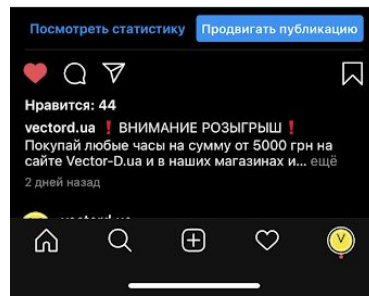 Посмотреть статистику Продвигать публикацию
Нравится: 44
vectord.ua ❗ ВНИМАНИЕ РОЗЫГРЫШ ❗
Покупай любые часы на сумму от 5000 грн на
сайте Vector-D.ua и в наших магазинах и... ещё
2 дней назад